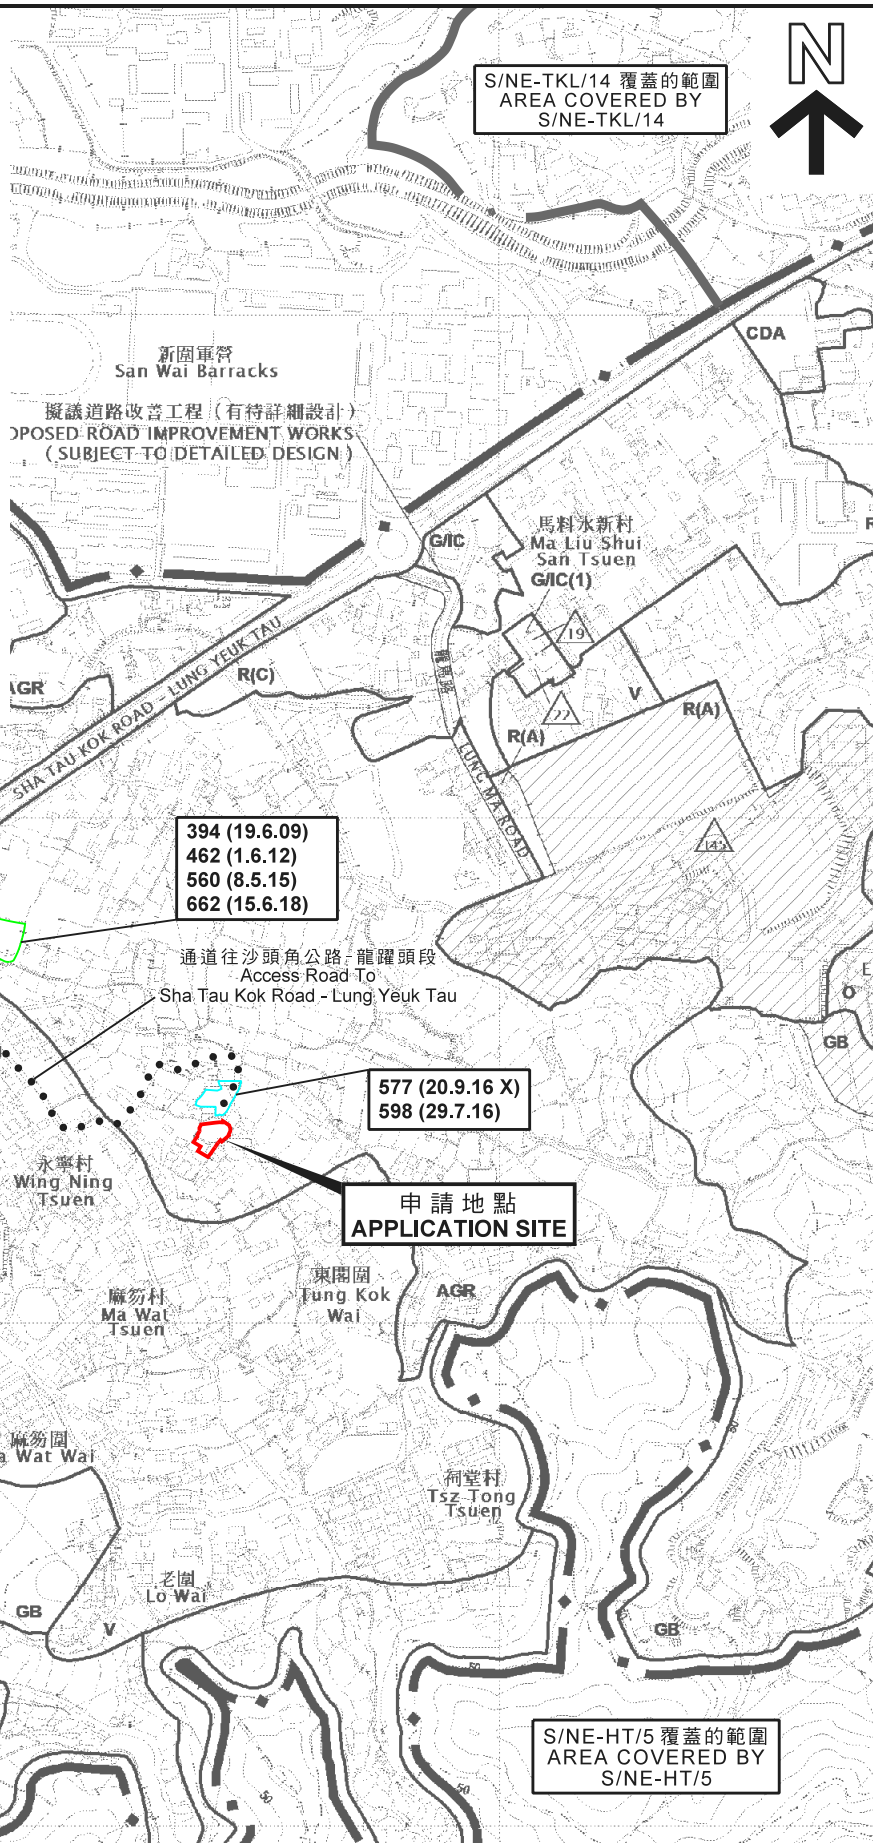 S/NE-TKL/14 覆蓋的範圍
AREA COVERED BY
S/NE-TKL/14
N
CDA
新圍軍營
San Wai Barracks
擬議道路改善工程（有待詳細設計）
OPOSED ROAD IMPROVEMENT WORKS
( SUBJECT TO DETAILED DESIGN )
G/IC
馬料水新村
Ma Liu Shui
San Tsuen
G/IC(1)
19
R(C)
AGR
SHA TAU KOK ROAD - LUNG YEUK TAU
V
22
R(A)
R(A)
LUNG MA ROAD
394 (19.6.09)
462 (1.6.12)
560 (8.5.15)
662 (15.6.18)
通道往沙頭角公路-龍躍頭段
Access Road To
Sha Tau Kok Road - Lung Yeuk Tau
O
GB
577 (20.9.16 X)
598 (29.7.16)
永寧村
Wing Ning
Tsuen
申請地點
APPLICATION SITE
東閣圍
Tung Kok
Wai
AGR
麻笏村
Ma Wat
Tsuen
麻笏圍
a Wat Wai
50
祠堂村
Tsz Tong
Tsuen
老圍
Lo Wai
GB
V
GB
50
S/NE-HT/5 覆蓋的範圍
AREA COVERED BY
S/NE-HT/5
50
50